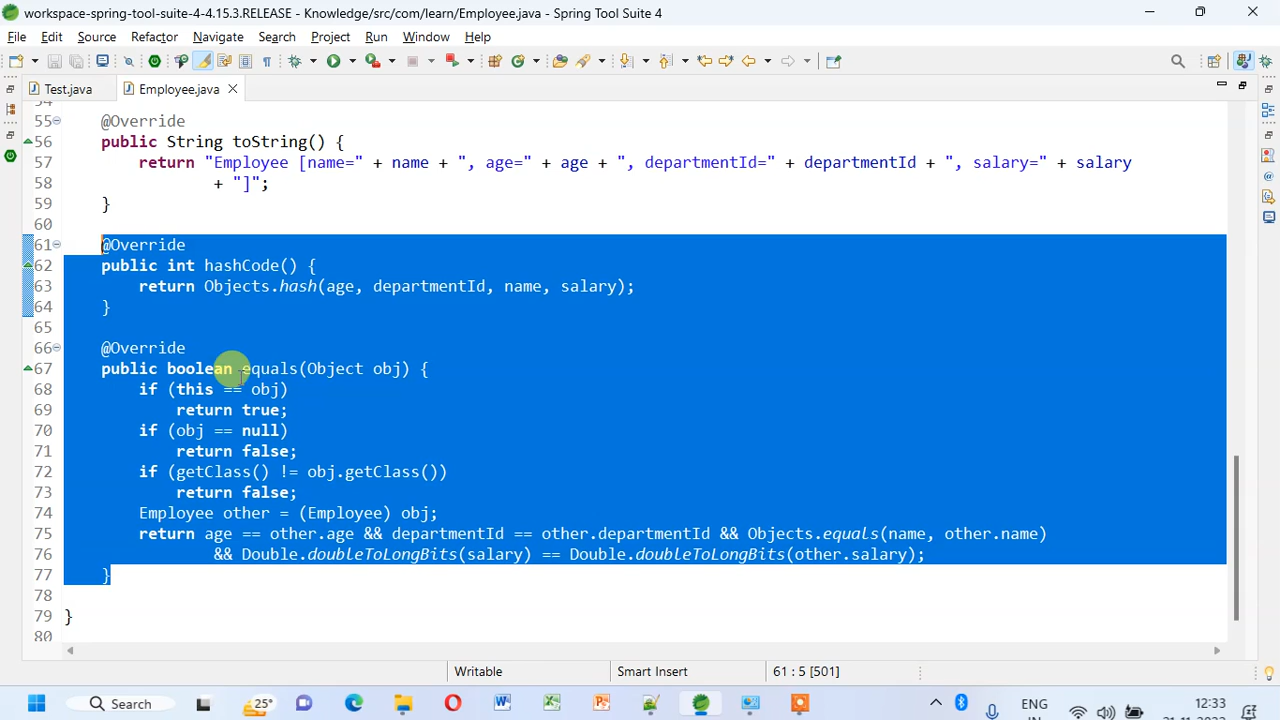 workspace-spring-tool-suite-4-4.15.3.RELEASE - Knowledge/src/com/learn/Employee.java - Spring Tool Suite 4
File Edit Source Refactor Navigate Search Project Run Window Help
Test.java Employee.java
54
55 @Override
56 public String toString() {
57 return "Employee [name=" + name + ", age=" + age + ", departmentId=" + departmentId + ", salary=" + salary
58 + "]";
59 }
60
61 @Override
62 public int hashCode() {
63 return Objects.hash(age, departmentId, name, salary);
64 }
65
66 @Override
67 public boolean equals(Object obj) {
68 if (this == obj)
69 return true;
70 if (obj == null)
71 return false;
72 if (getClass() != obj.getClass())
73 return false;
74 Employee other = (Employee) obj;
75 return age == other.age && departmentId == other.departmentId && Objects.equals(name, other.name)
76 && Double.doubleToLongBits(salary) == Double.doubleToLongBits(other.salary);
77 }
78
79 }
80
Writable Smart Insert 61 : 5 [501]
Search 25° ENG 12:33
IN 21-11-2022